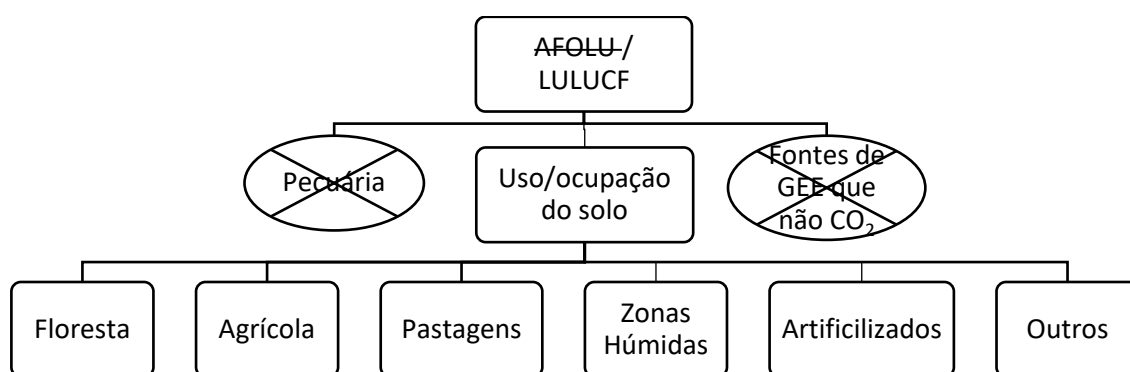 AFOLU /
LULUCF
Pecuária
Uso/ocupação
do solo
Fontes de
GEE que
não CO₂
Floresta
Agrícola
Pastagens
Zonas
Húmidas
Artificilizados
Outros